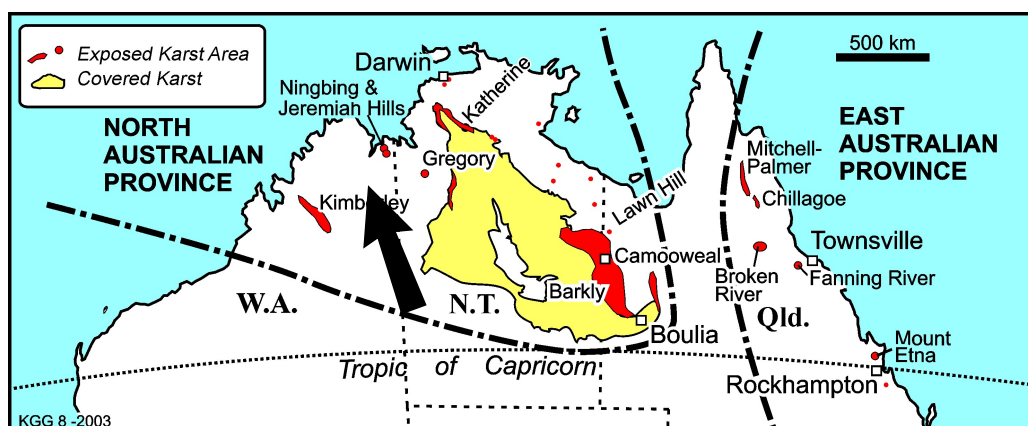 Exposed Karst Area
Covered Karst
500 km
Darwin
Katherine
Ningbing &
Jeremiah Hills
NORTH
AUSTRALIAN
PROVINCE
EAST
AUSTRALIAN
PROVINCE
Mitchell-
Palmer
Gregory
Lawn Hill
Chillagoe
Kimberley
Townsville
Camooweal
Broken
River
Fanning River
Barkly
W.A.
N.T.
Qld.
Boulia
Mount
Etna
Tropic of Capricorn
Rockhampton
KGG 8 -2003